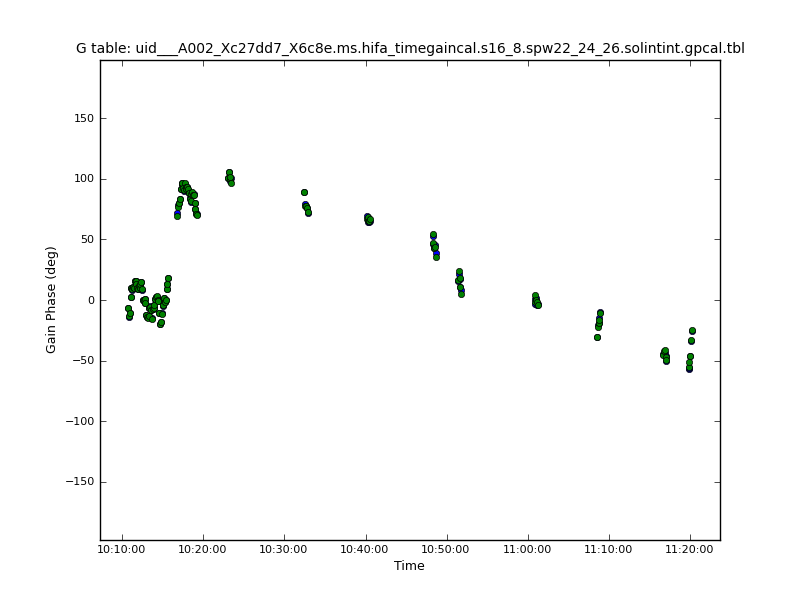 G table: uid___A002_Xc27dd7_X6c8e.ms.hifa_timegaincal.s16_8.spw22_24_26.solintint.gpcal.tbl
150
100
50
0
−50
−100
−150
Gain Phase (deg)
10:10:00 10:20:00 10:30:00 10:40:00 10:50:00 11:00:00 11:10:00 11:20:00
Time